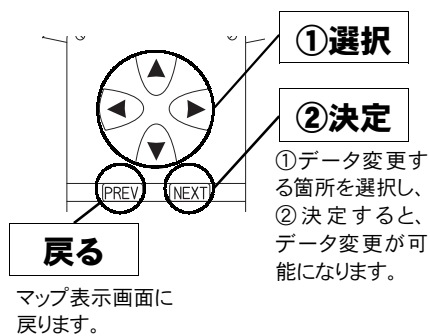 ①選択
②決定
①データ変更す
る箇所を選択し、
②決定すると、
データ変更が可
能になります。
PREV
NEXT
戻る
マップ表示画面に
戻ります。